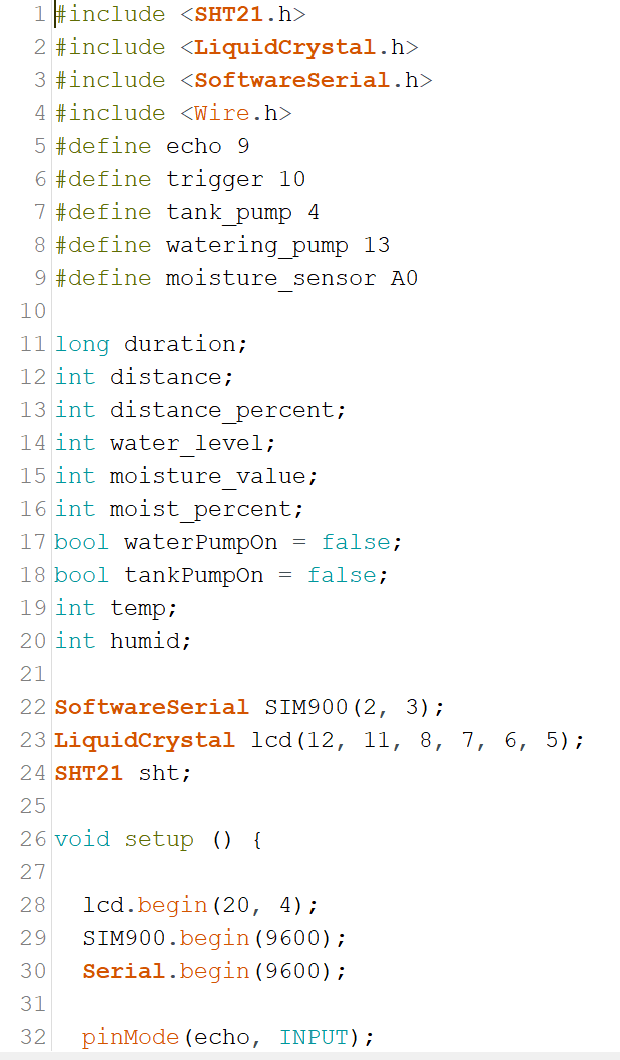 1 #include <SHT21.h>
2 #include <LiquidCrystal.h>
3 #include <SoftwareSerial.h>
4 #include <Wire.h>
5 #define echo 9
6 #define trigger 10
7 #define tank_pump 4
8 #define watering_pump 13
9 #define moisture_sensor A0
10
11 long duration;
12 int distance;
13 int distance_percent;
14 int water_level;
15 int moisture_value;
16 int moist_percent;
17 bool waterPumpOn = false;
18 bool tankPumpOn = false;
19 int temp;
20 int humid;
21
22 SoftwareSerial SIM900(2, 3);
23 LiquidCrystal lcd(12, 11, 8, 7, 6, 5);
24 SHT21 sht;
25
26 void setup () {
27
28   lcd.begin(20, 4);
29   SIM900.begin(9600);
30   Serial.begin(9600);
31
32   pinMode(echo, INPUT);